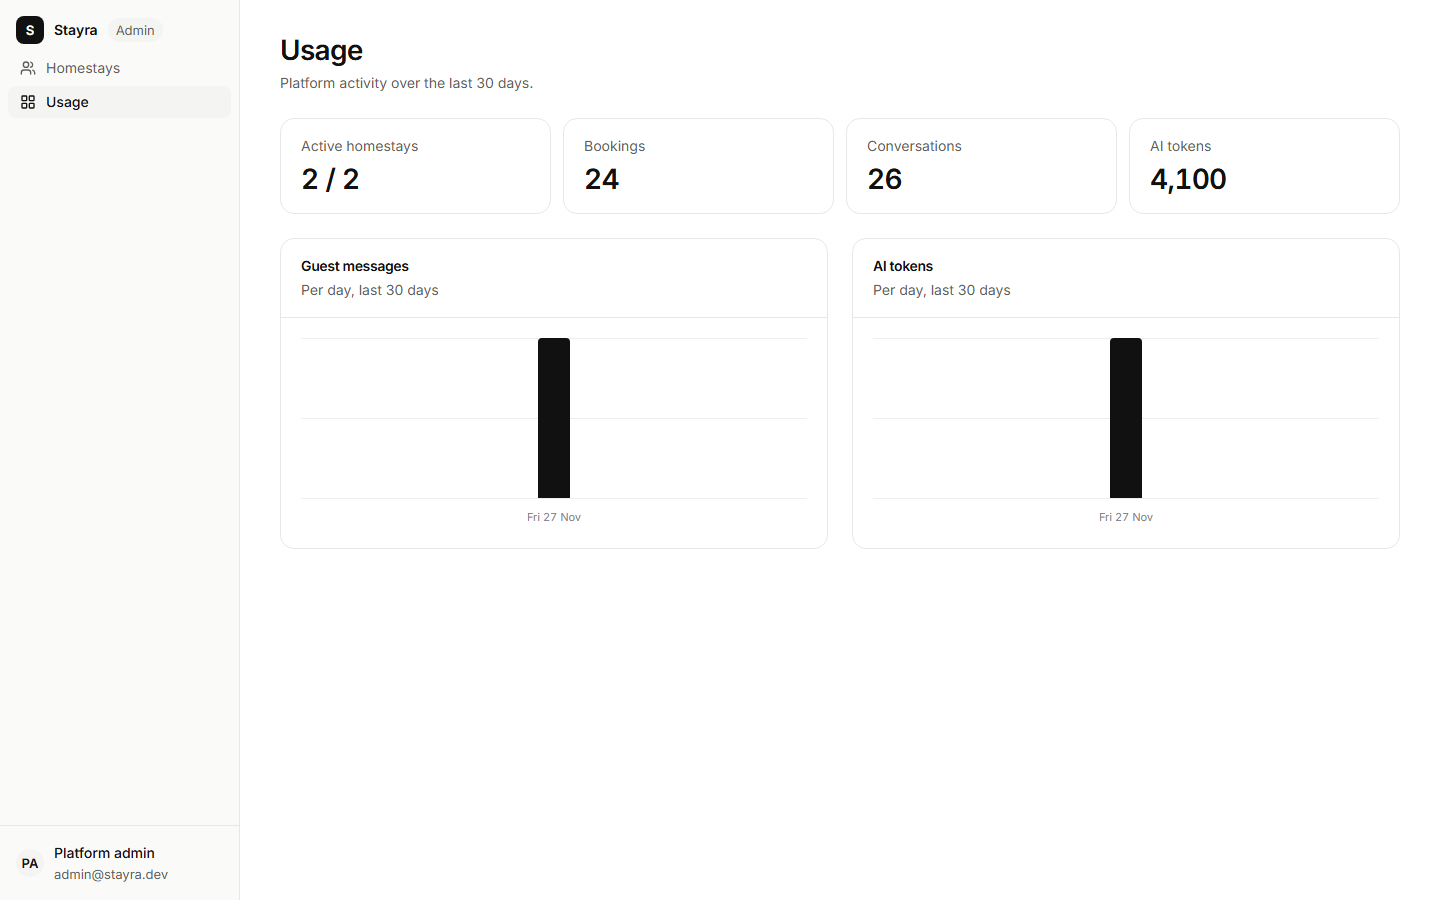 S Stayra Admin
Homestays
Usage
Platform admin
PA
admin@stayra.dev
Usage
Platform activity over the last 30 days.
Active homestays
2 / 2
Bookings
24
Conversations
26
AI tokens
4,100
Guest messages
Per day, last 30 days
Fri 27 Nov
AI tokens
Per day, last 30 days
Fri 27 Nov